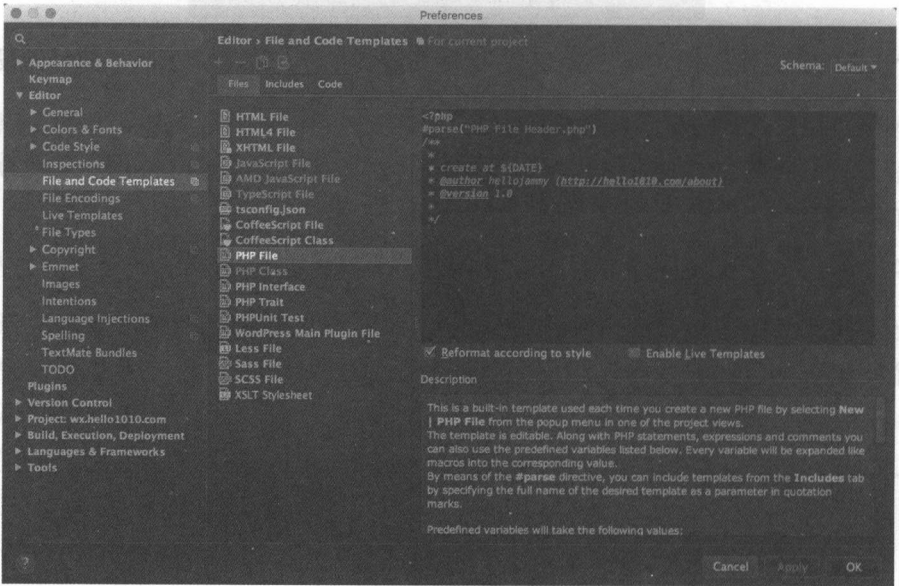 Preferences
Editor › File and Code Templates For current project
Schema: Default
Files Includes Code
Appearance & Behavior
Keymap
Editor
General
Colors & Fonts
Code Style
Inspections
File and Code Templates
File Encodings
Live Templates
File Types
Copyright
Emmet
Images
Intentions
Language Injections
Spelling
TextMate Bundles
TODO
Plugins
Version Control
Project: wx.hello1010.com
Build, Execution, Deployment
Languages & Frameworks
Tools
HTML File
HTML4 File
XHTML File
JavaScript File
AMD JavaScript File
TypeScript File
tsconfig.json
CoffeeScript File
CoffeeScript Class
PHP File
PHP Class
PHP Interface
PHP Trait
PHPUnit Test
WordPress Main Plugin File
Less File
Sass File
SCSS File
XSLT Stylesheet
<?php
#parse("PHP File Header.php")
/**
*
* create at ${DATE}
* @author hellojammy (http://hello1010.com/about)
* @version 1.0
*
*/
Reformat according to style Enable Live Templates
Description
This is a built-in template used each time you create a new PHP file by selecting New
| PHP File from the popup menu in one of the project views.
The template is editable. Along with PHP statements, expressions and comments you
can also use the predefined variables listed below. Every variable will be expanded like
macros into the corresponding value.
By means of the #parse directive, you can include templates from the Includes tab
by specifying the full name of the desired template as a parameter in quotation
marks.
Predefined variables will take the following values:
? Cancel Apply OK